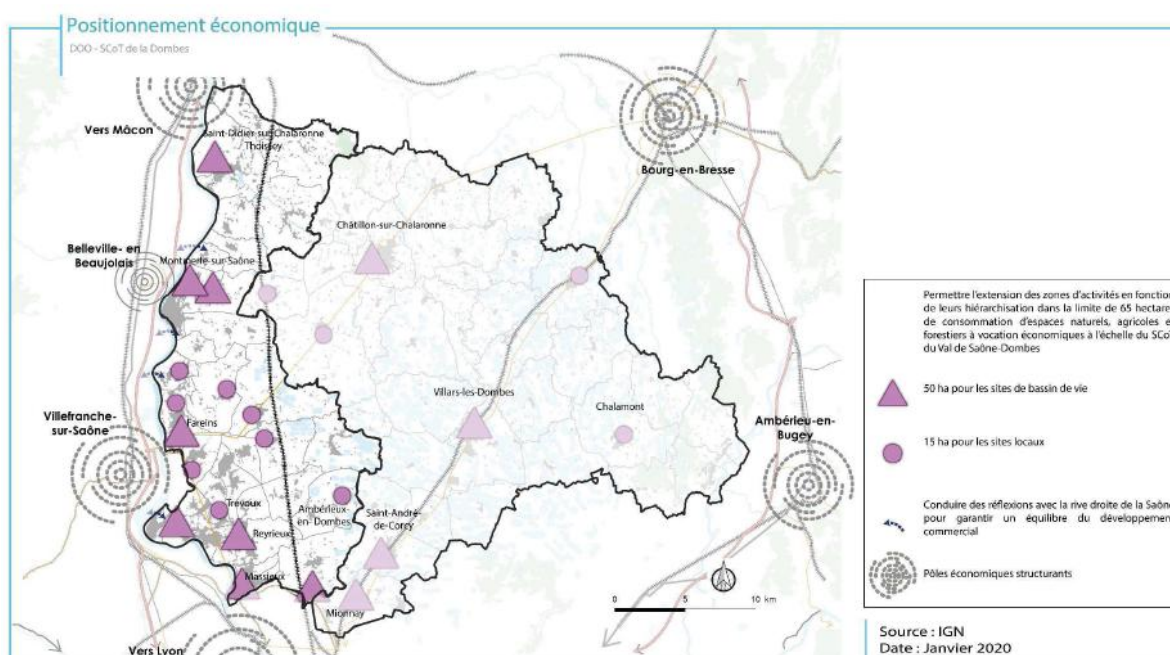 Positionnement économique
DOO - SCoT de la Dombes
Vers Mâcon
Saint-Didier-sur-Chalaronne
Thoissey
Bourg-en-Bresse
Châtillon-sur-Chalaronne
Belleville- en
Beaujolais
Montmerle-sur-Saône
Villars-les-Dombes
Chalamont
Villefranche-
sur-Saône
Fareins
Ambérieu-en-
Bugey
Trévoux
Ambérieux-
en- Dombes
Saint-André-
de-Corcy
Reyrieux
Massieux
Mionnay
Vers Lyon
0 5 10 km
Permettre l'extension des zones d'activités en fonction
de leurs hiérarchisation dans la limite de 65 hectare
de consommation d'espaces naturels, agricoles e
forestiers à vocation économiques à l'échelle du SCoT
du Val de Saône-Dombes
50 ha pour les sites de bassin de vie
15 ha pour les sites locaux
Conduire des réflexions avec la rive droite de la Saône
pour garantir un équilibre du développemen
commercial
Pôles économiques structurants
Source : IGN
Date : Janvier 2020